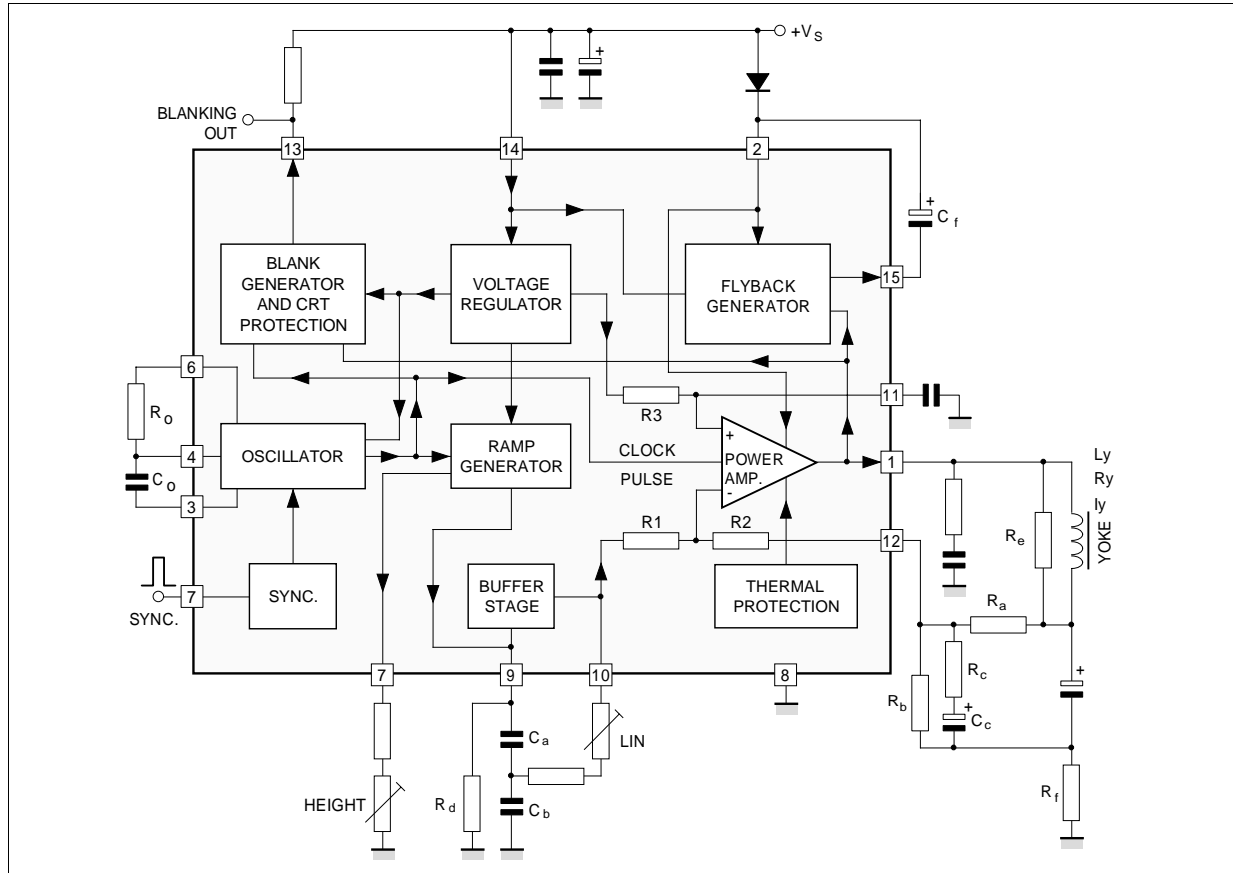 +VS
+
BLANKING
OUT
13
14
2
+
Cf
BLANK
GENERATOR
AND CRT
PROTECTION
VOLTAGE
REGULATOR
FLYBACK
GENERATOR
15
6
Ro
4
Co
3
OSCILLATOR
RAMP
GENERATOR
CLOCK
PULSE
R3
+
POWER
AMP.
-
11
1
Ly
Ry
Iy
YOKE
Re
R1
R2
12
7
SYNC.
SYNC.
BUFFER
STAGE
THERMAL
PROTECTION
Ra
7
9
10
8
Rb
Rc
+
Cc
+
Ca
LIN
HEIGHT
Rd
Cb
Rf